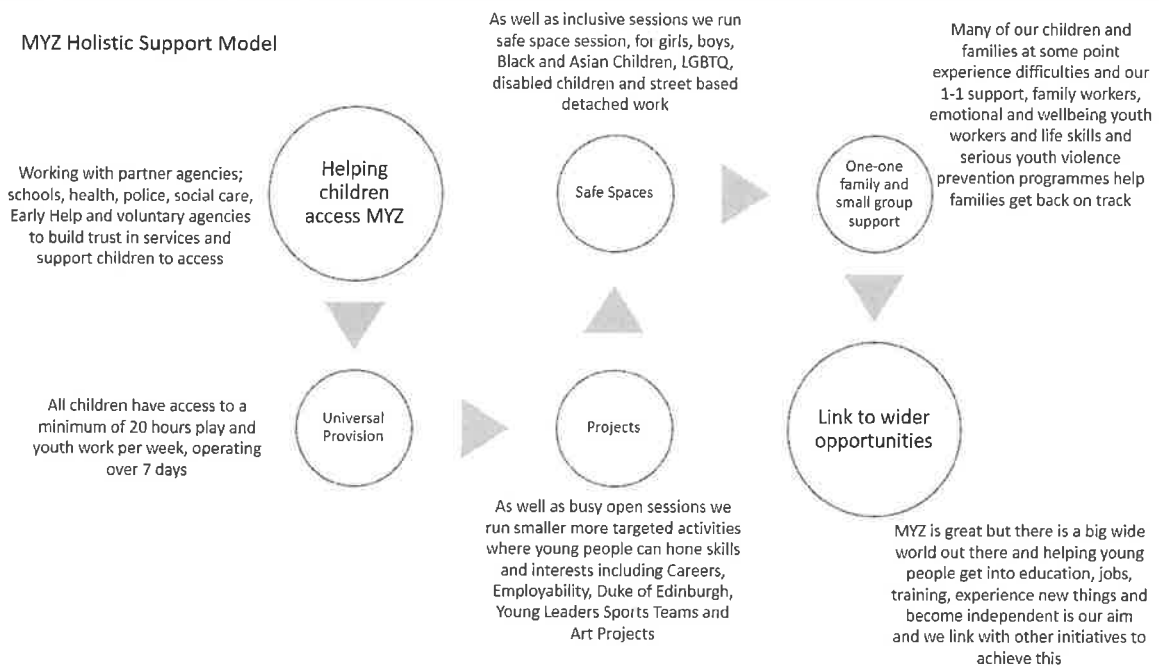 MYZ Holistic Support Model
Working with partner agencies;
schools, health, police, social care,
Early Help and voluntary agencies
to build trust in services and
support children to access
Helping
children
access MYZ
All children have access to a
minimum of 20 hours play and
youth work per week, operating
over 7 days
Universal
Provision
Projects
As well as busy open sessions we
run smaller more targeted activities
where young people can hone skills
and interests including Careers,
Employability, Duke of Edinburgh,
Young Leaders Sports Teams and
Art Projects
As well as inclusive sessions we run
safe space session, for girls, boys,
Black and Asian Children, LGBTQ,
disabled children and street based
detached work
Safe Spaces
One-one
family and
small group
support
Many of our children and
families at some point
experience difficulties and our
1-1 support, family workers,
emotional and wellbeing youth
workers and life skills and
serious youth violence
prevention programmes help
families get back on track
Link to wider
opportunities
MYZ is great but there is a big wide
world out there and helping young
people get into education, jobs,
training, experience new things and
become independent is our aim
and we link with other initiatives to
achieve this